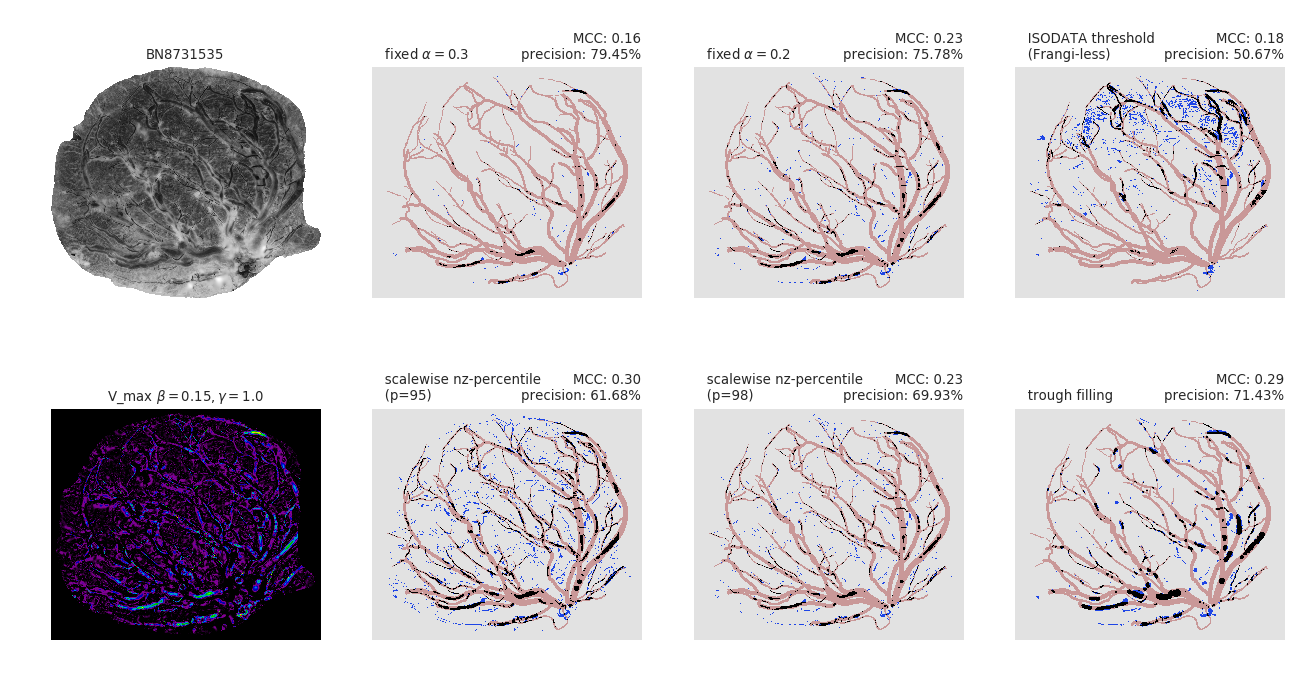 BN8731535
fixed α = 0.3
MCC: 0.16
precision: 79.45%
fixed α = 0.2
MCC: 0.23
precision: 75.78%
ISODATA threshold
(Frangi-less)
MCC: 0.18
precision: 50.67%
V_max β = 0.15, γ = 1.0
scalewise nz-percentile
(p=95)
MCC: 0.30
precision: 61.68%
scalewise nz-percentile
(p=98)
MCC: 0.23
precision: 69.93%
trough filling
MCC: 0.29
precision: 71.43%